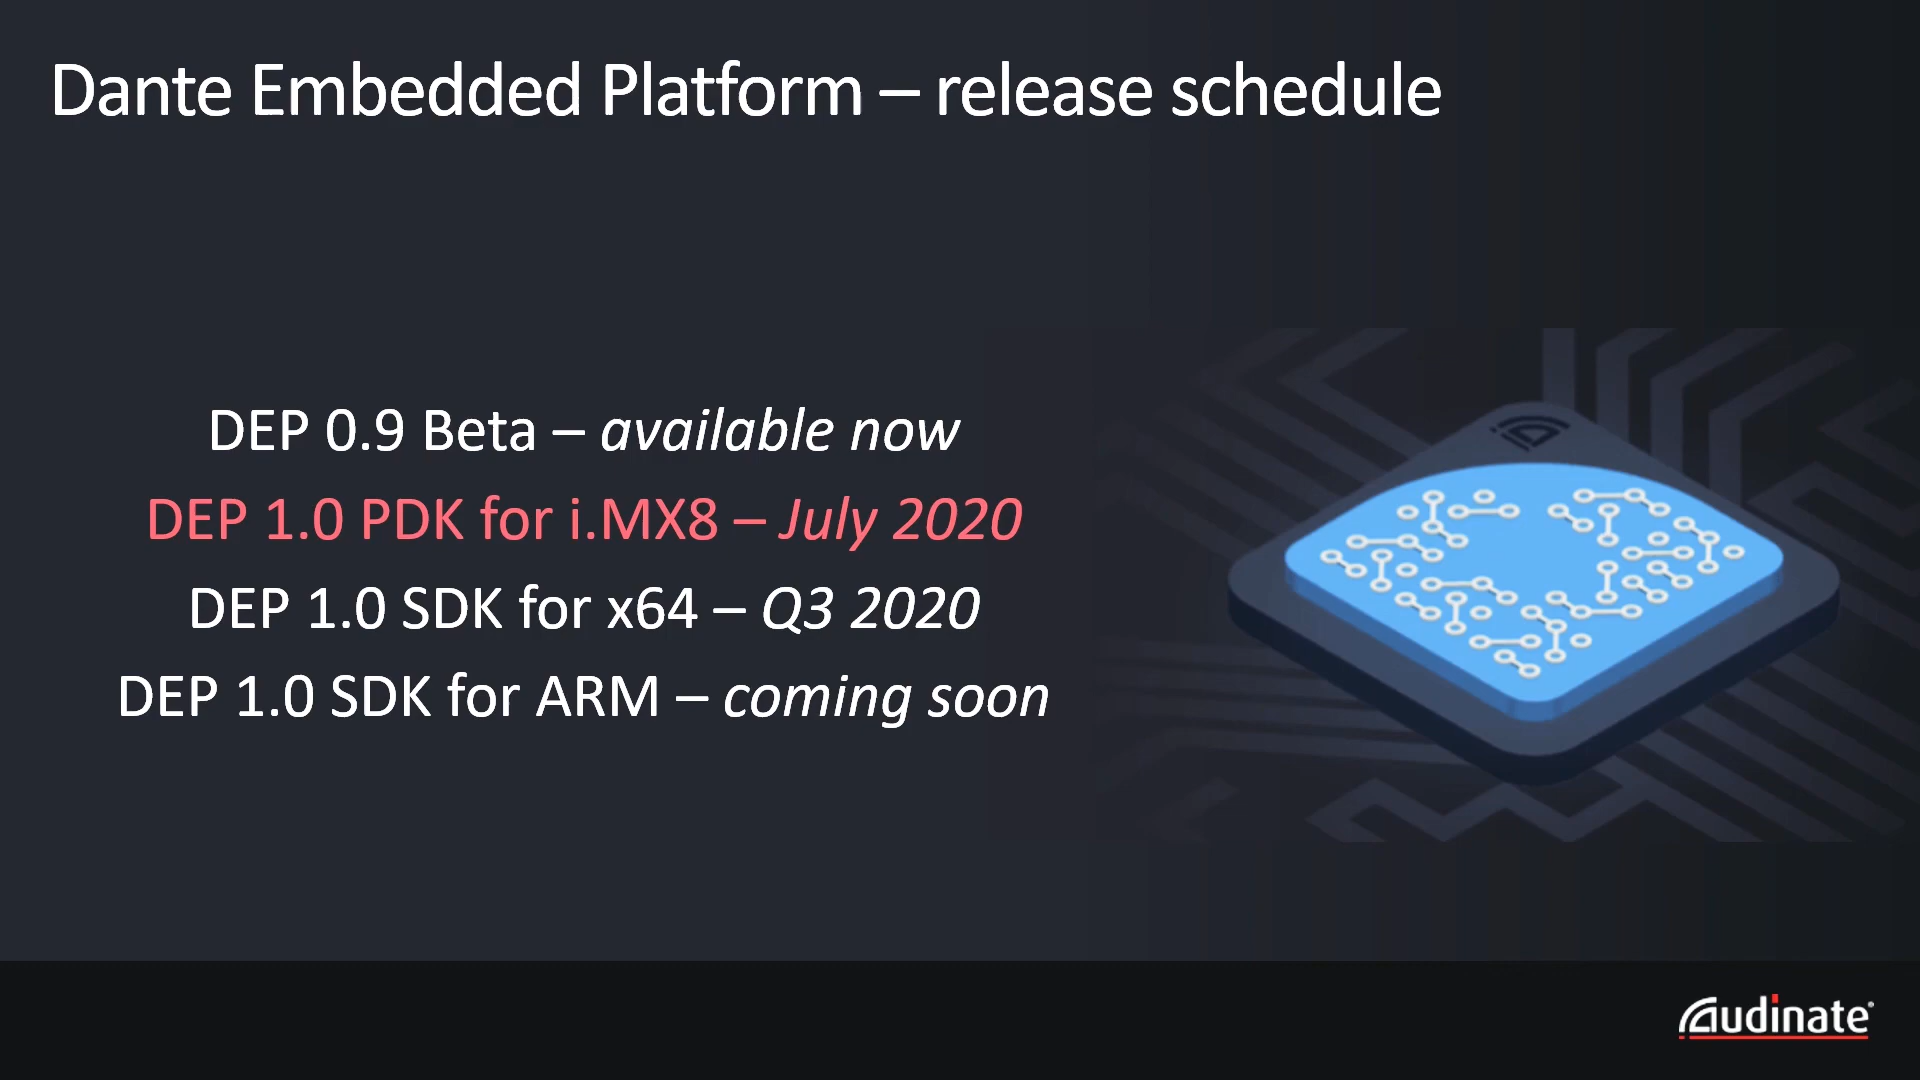 Dante Embedded Platform – release schedule
DEP 0.9 Beta – available now
DEP 1.0 PDK for i.MX8 – July 2020
DEP 1.0 SDK for x64 – Q3 2020
DEP 1.0 SDK for ARM – coming soon
Audinate®